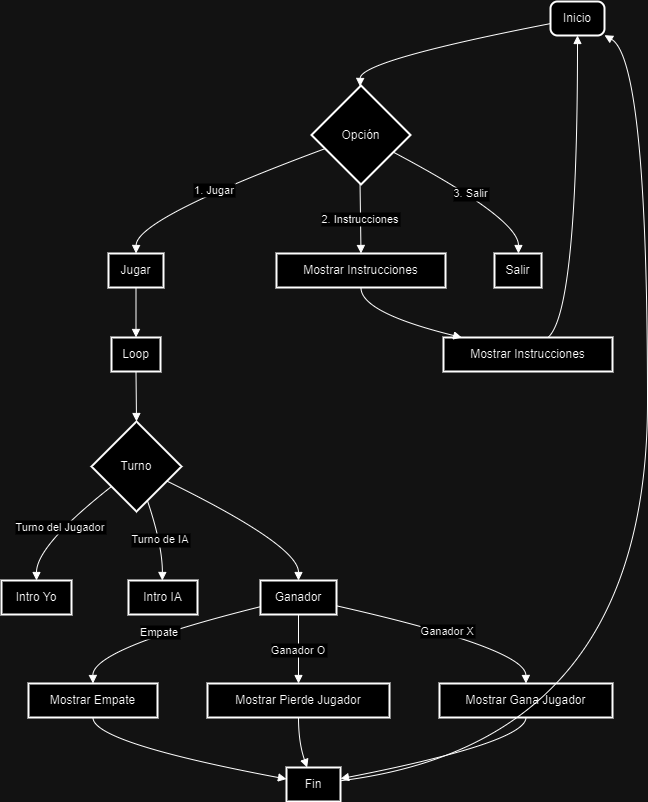 Inicio
Opción
1. Jugar
3. Salir
2. Instrucciones
Jugar
Mostrar Instrucciones
Salir
Loop
Mostrar Instrucciones
Turno
Turno del Jugador
Turno de IA
Intro Yo
Intro IA
Ganador
Empate
Ganador O
Ganador X
Mostrar Empate
Mostrar Pierde Jugador
Mostrar Gana Jugador
Fin